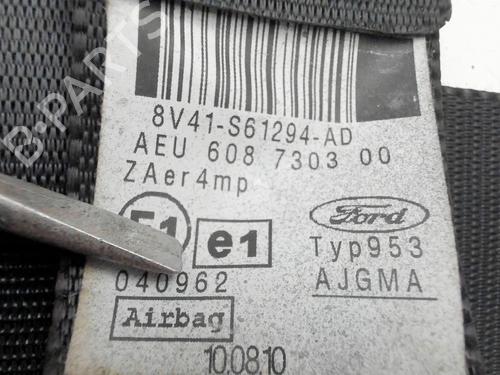 B-PARTS
8V41-S61294-AD
AEU 608 7303 00
ZAer4mp
E1 e1 Ford
Typ953
040962 AJGMA
Airbag
10.08.10